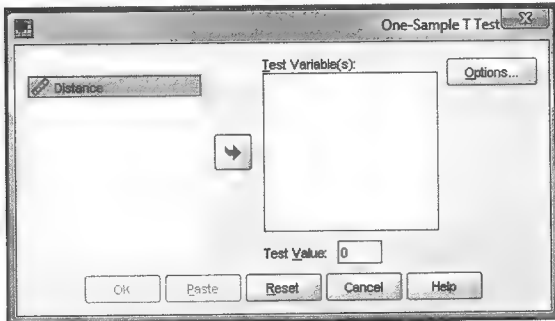 One-Sample T Test
Distance
Test Variable(s):
Options...
Test Value: 0
OK
Paste
Reset
Cancel
Help